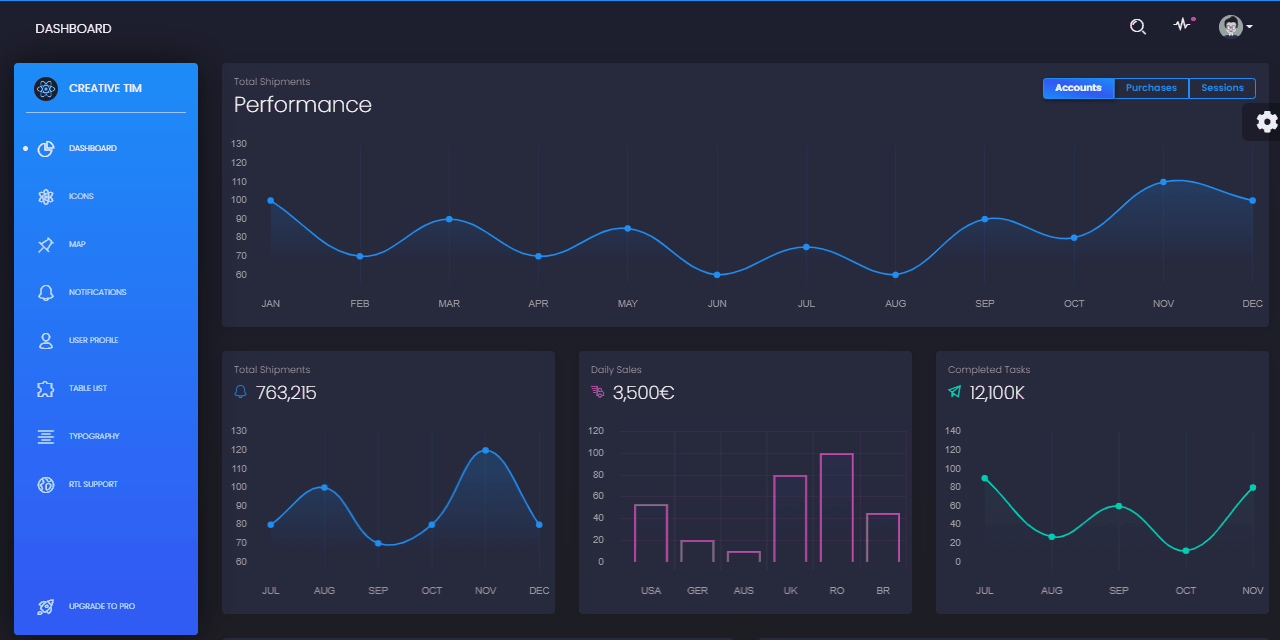 DASHBOARD
CREATIVE TIM
DASHBOARD
ICONS
MAP
NOTIFICATIONS
USER PROFILE
TABLE LIST
TYPOGRAPHY
RTL SUPPORT
UPGRADE TO PRO
Total Shipments
Performance
Accounts Purchases Sessions
130
120
110
100
90
80
70
60
JAN FEB MAR APR MAY JUN JUL AUG SEP OCT NOV DEC
Total Shipments
763,215
130
120
110
100
90
80
70
60
JUL AUG SEP OCT NOV DEC
Daily Sales
3,500€
120
100
80
60
40
20
0
USA GER AUS UK RO BR
Completed Tasks
12,100K
140
120
100
80
60
40
20
0
JUL AUG SEP OCT NOV